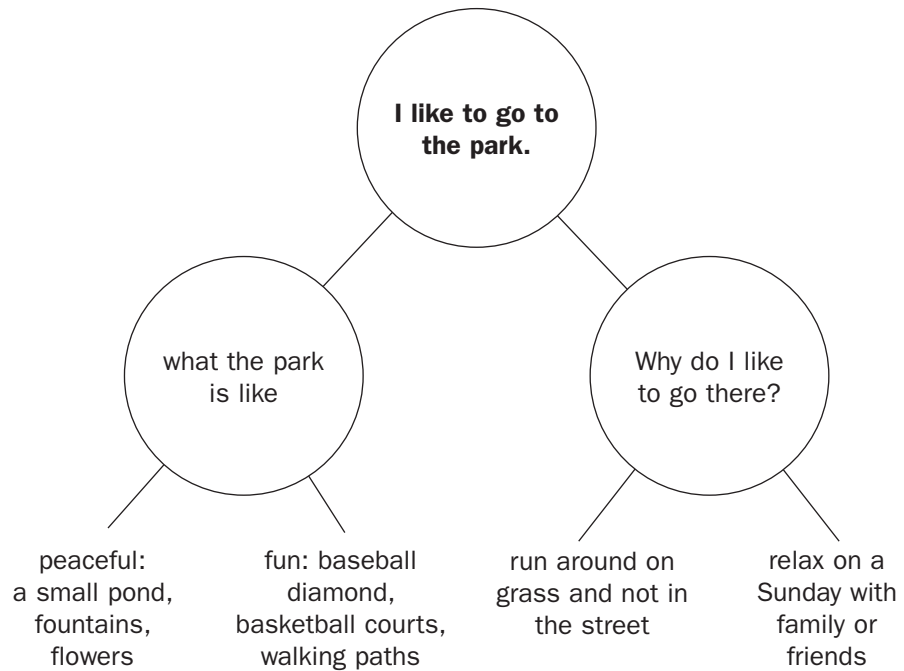 I like to go to
the park.
what the park
is like
Why do I like
to go there?
peaceful:
a small pond,
fountains,
flowers
fun: baseball
diamond,
basketball courts,
walking paths
run around on
grass and not in
the street
relax on a
Sunday with
family or
friends